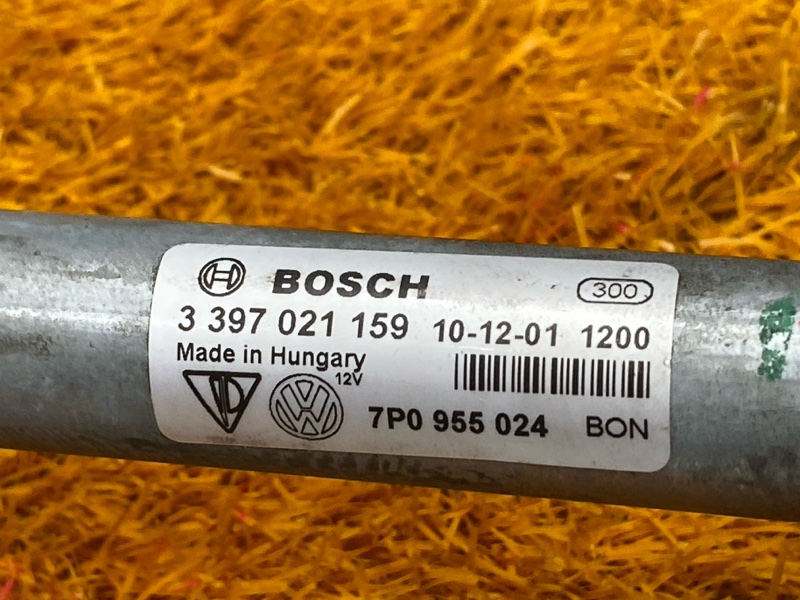 BOSCH 300
3 397 021 159 10-12-01 1200
Made in Hungary
12V
7P0 955 024 BON